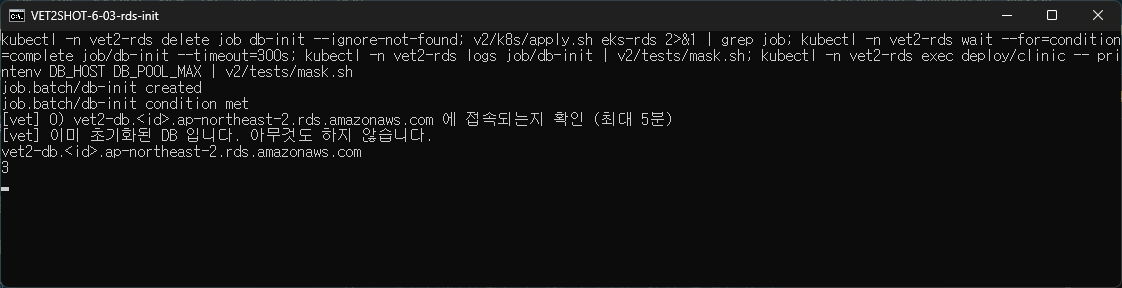 VET2SHOT-6-03-rds-init
kubectl -n vet2-rds delete job db-init --ignore-not-found; v2/k8s/apply.sh eks-rds 2>&1 | grep job; kubectl -n vet2-rds wait --for=condition
=complete job/db-init --timeout=300s; kubectl -n vet2-rds logs job/db-init | v2/tests/mask.sh; kubectl -n vet2-rds exec deploy/clinic -- pri
ntenv DB_HOST DB_POOL_MAX | v2/tests/mask.sh
job.batch/db-init created
job.batch/db-init condition met
[vet] 0) vet2-db.<id>.ap-northeast-2.rds.amazonaws.com 에 접속되는지 확인 (최대 5분)
[vet] 이미 초기화된 DB 입니다. 아무것도 하지 않습니다.
vet2-db.<id>.ap-northeast-2.rds.amazonaws.com
3